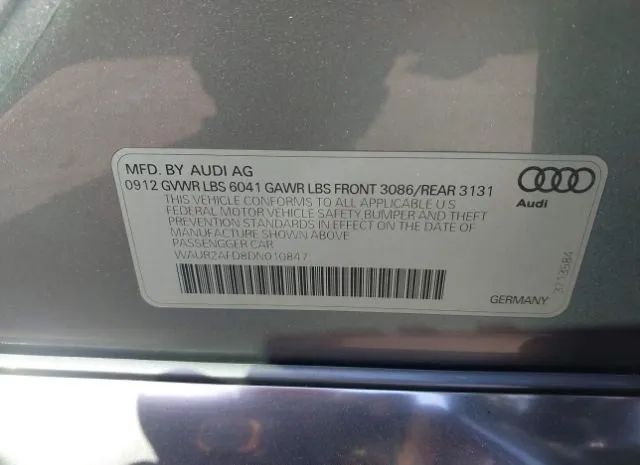 MFD. BY AUDI AG
0912 GVWR LBS 6041 GAWR LBS FRONT 3086/REAR 3131
THIS VEHICLE CONFORMS TO ALL APPLICABLE U.S
FEDERAL MOTOR VEHICLE SAFETY BUMPER AND THEFT
PREVENTION STANDARDS IN EFFECT ON THE DATE OF
MANUFACTURE SHOWN ABOVE
PASSENGGER CAR
WAUR2AFD8DN010847
Audi
3713584
GERMANY